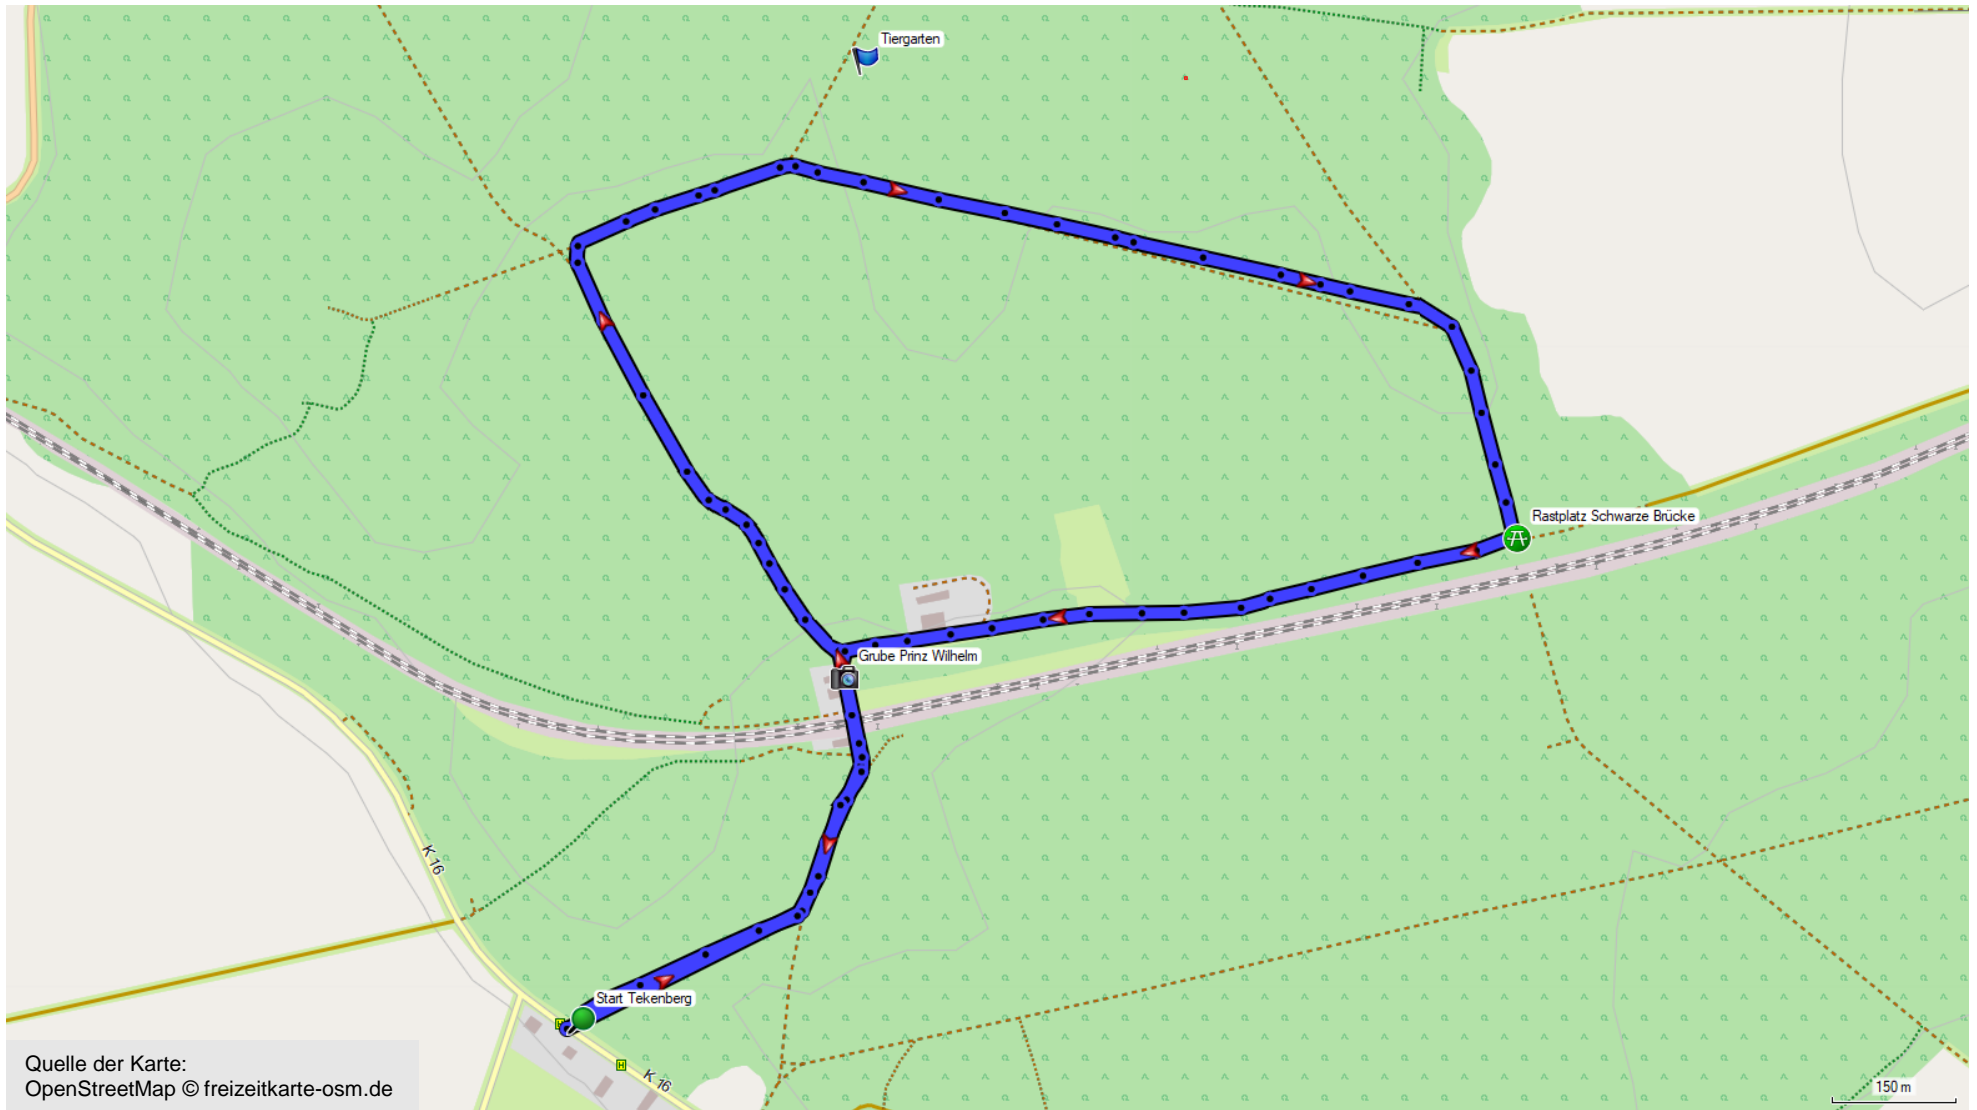 Tiergarten
Rastplatz Schwarze Brücke
Grube Prinz Wilhelm
K 16
Start Tekenberg
H
H
K 16
Quelle der Karte:
OpenStreetMap © freizeitkarte-osm.de
150 m